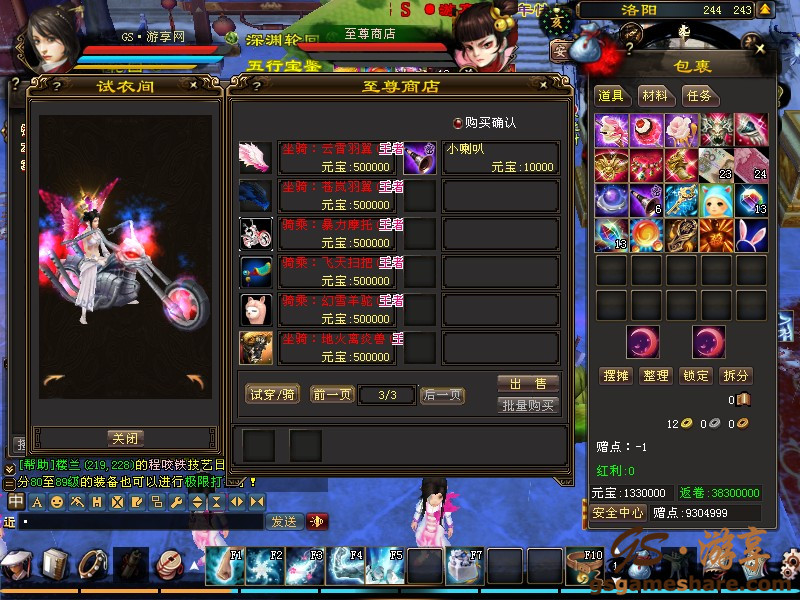 GS·游享网
深渊轮回
五行宝鉴
至尊商店
洛阳 244 243
试衣间
关闭
至尊商店
购买确认
坐骑：云霄羽翼(王者
元宝:500000
小喇叭
元宝:10000
坐骑：苍岚羽翼(王者
元宝:500000
骑乘：暴力摩托(王者
元宝:500000
骑乘：飞天扫把(王者
元宝:500000
骑乘：幻雪羊驼(王者
元宝:500000
坐骑：地火离炎兽(王
元宝:500000
试穿/骑 前一页 3/3 后一页
出 售
批量购买
包裹
道具 材料 任务
23 24
6 13
13
摆摊 整理 锁定 拆分
0
12 0 0
赠点：-1
红利:0
元宝:1330000 返卷:38300000
安全中心 赠点:9304999
[帮助]楼兰(219,228)的程咬铁技艺日
分80至89级的装备也可以进行极限打
中
近 发送
F1 F2 F3 F4 F5 F7 F10
GS·游享
gsgameshare.com